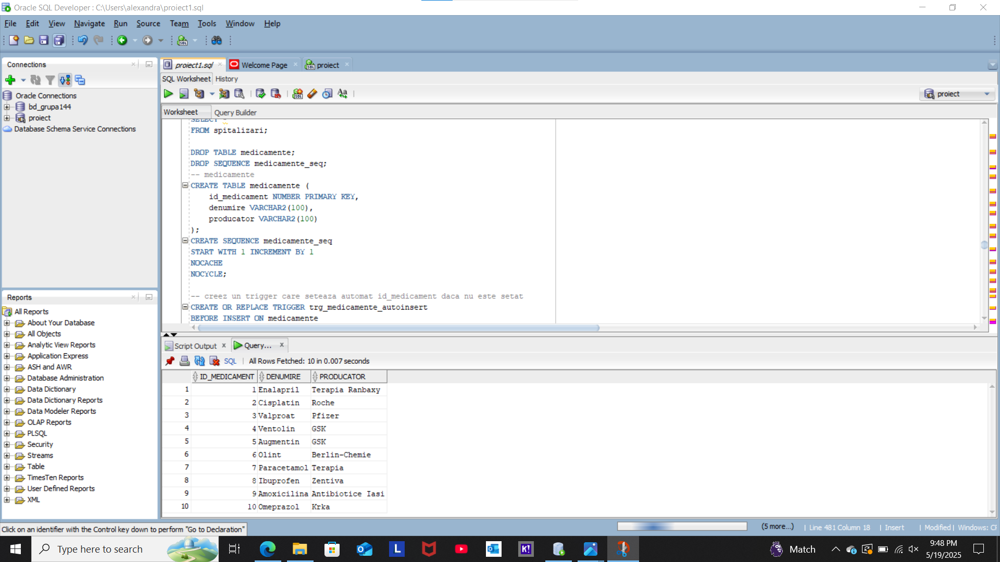 Oracle SQL Developer : C:\Users\alexandra\proiect1.sql
File Edit View Navigate Run Source Team Tools Window Help
Connections
Oracle Connections
bd_grupa144
proiect
Database Schema Service Connections
proiect1.sql Welcome Page proiect
SQL Worksheet History
proiect
Worksheet Query Builder
SELECT *
FROM spitalizari;
DROP TABLE medicamente;
DROP SEQUENCE medicamente_seq;
-- medicamente
CREATE TABLE medicamente (
id_medicament NUMBER PRIMARY KEY,
denumire VARCHAR2(100),
producator VARCHAR2(100)
);
CREATE SEQUENCE medicamente_seq
START WITH 1 INCREMENT BY 1
NOCACHE
NOCYCLE;
-- creez un trigger care seteaza automat id_medicament daca nu este setat
CREATE OR REPLACE TRIGGER trg_medicamente_autoinsert
BEFORE INSERT ON medicamente
Reports
All Reports
About Your Database
All Objects
Analytic View Reports
Application Express
ASH and AWR
Database Administration
Data Dictionary
Data Dictionary Reports
Data Modeler Reports
OLAP Reports
PLSQL
Security
Streams
Table
TimesTen Reports
User Defined Reports
XML
Script Output Query...
SQL All Rows Fetched: 10 in 0.007 seconds
ID_MEDICAMENT DENUMIRE PRODUCATOR
1 1 Enalapril Terapia Ranbaxy
2 2 Cisplatin Roche
3 3 Valproat Pfizer
4 4 Ventolin GSK
5 5 Augmentin GSK
6 6 Olint Berlin-Chemie
7 7 Paracetamol Terapia
8 8 Ibuprofen Zentiva
9 9 Amoxicilina Antibiotice Iasi
10 10 Omeprazol Krka
Click on an identifier with the Control key down to perform "Go to Declaration"
(5 more...) Line 481 Column 18 Insert Modified Windows: CF
Type here to search
L
K!
Match
9:48 PM
5/19/2025